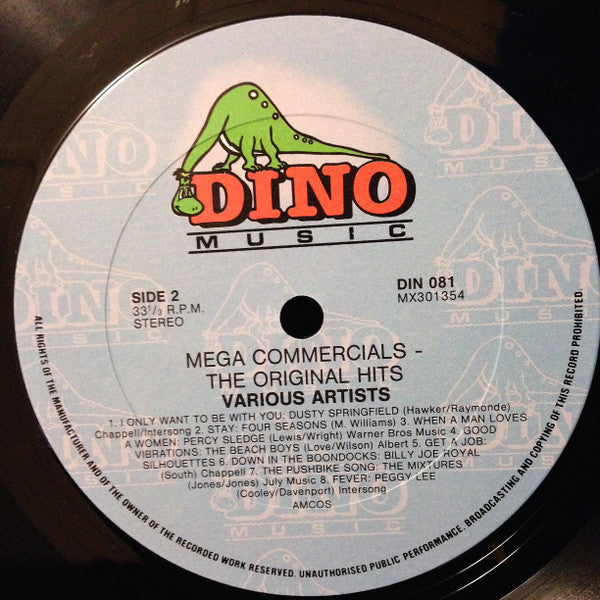 DINO
MUSIC
SIDE 2
33 1/3 R.P.M.
STEREO
DIN 081
MX301354
MEGA COMMERCIALS -
THE ORIGINAL HITS
VARIOUS ARTISTS
1. I ONLY WANT TO BE WITH YOU: DUSTY SPRINGFIELD (Hawker/Raymonde)
Chappell/Intersong 2. STAY: FOUR SEASONS (M. Williams) 3. WHEN A MAN LOVES
A WOMEN: PERCY SLEDGE (Lewis/Wright) Warner Bros Music 4. GOOD
VIBRATIONS: THE BEACH BOYS (Love/Wilson) Albert 5. GET A JOB:
SILHOUETTES 6. DOWN IN THE BOONDOCKS: BILLY JOE ROYAL
(South) Chappell 7. THE PUSHBIKE SONG: THE MIXTURES
(Jones/Jones) July Music 8. FEVER: PEGGY LEE
(Cooley/Davenport) Intersong
AMCOS
ALL RIGHTS OF THE MANUFACTURER AND OF THE OWNER OF THE RECORDED WORK RESERVED. UNAUTHORISED PUBLIC PERFORMANCE, BROADCASTING AND COPYING OF THIS RECORD PROHIBITED.